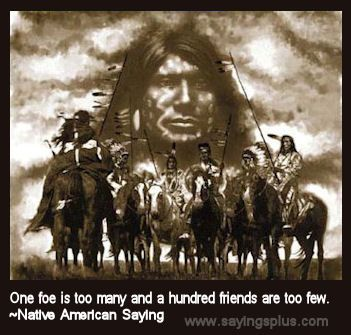 One foe is too many and a hundred friends are too few.
~Native American Saying
www.sayingsplus.com